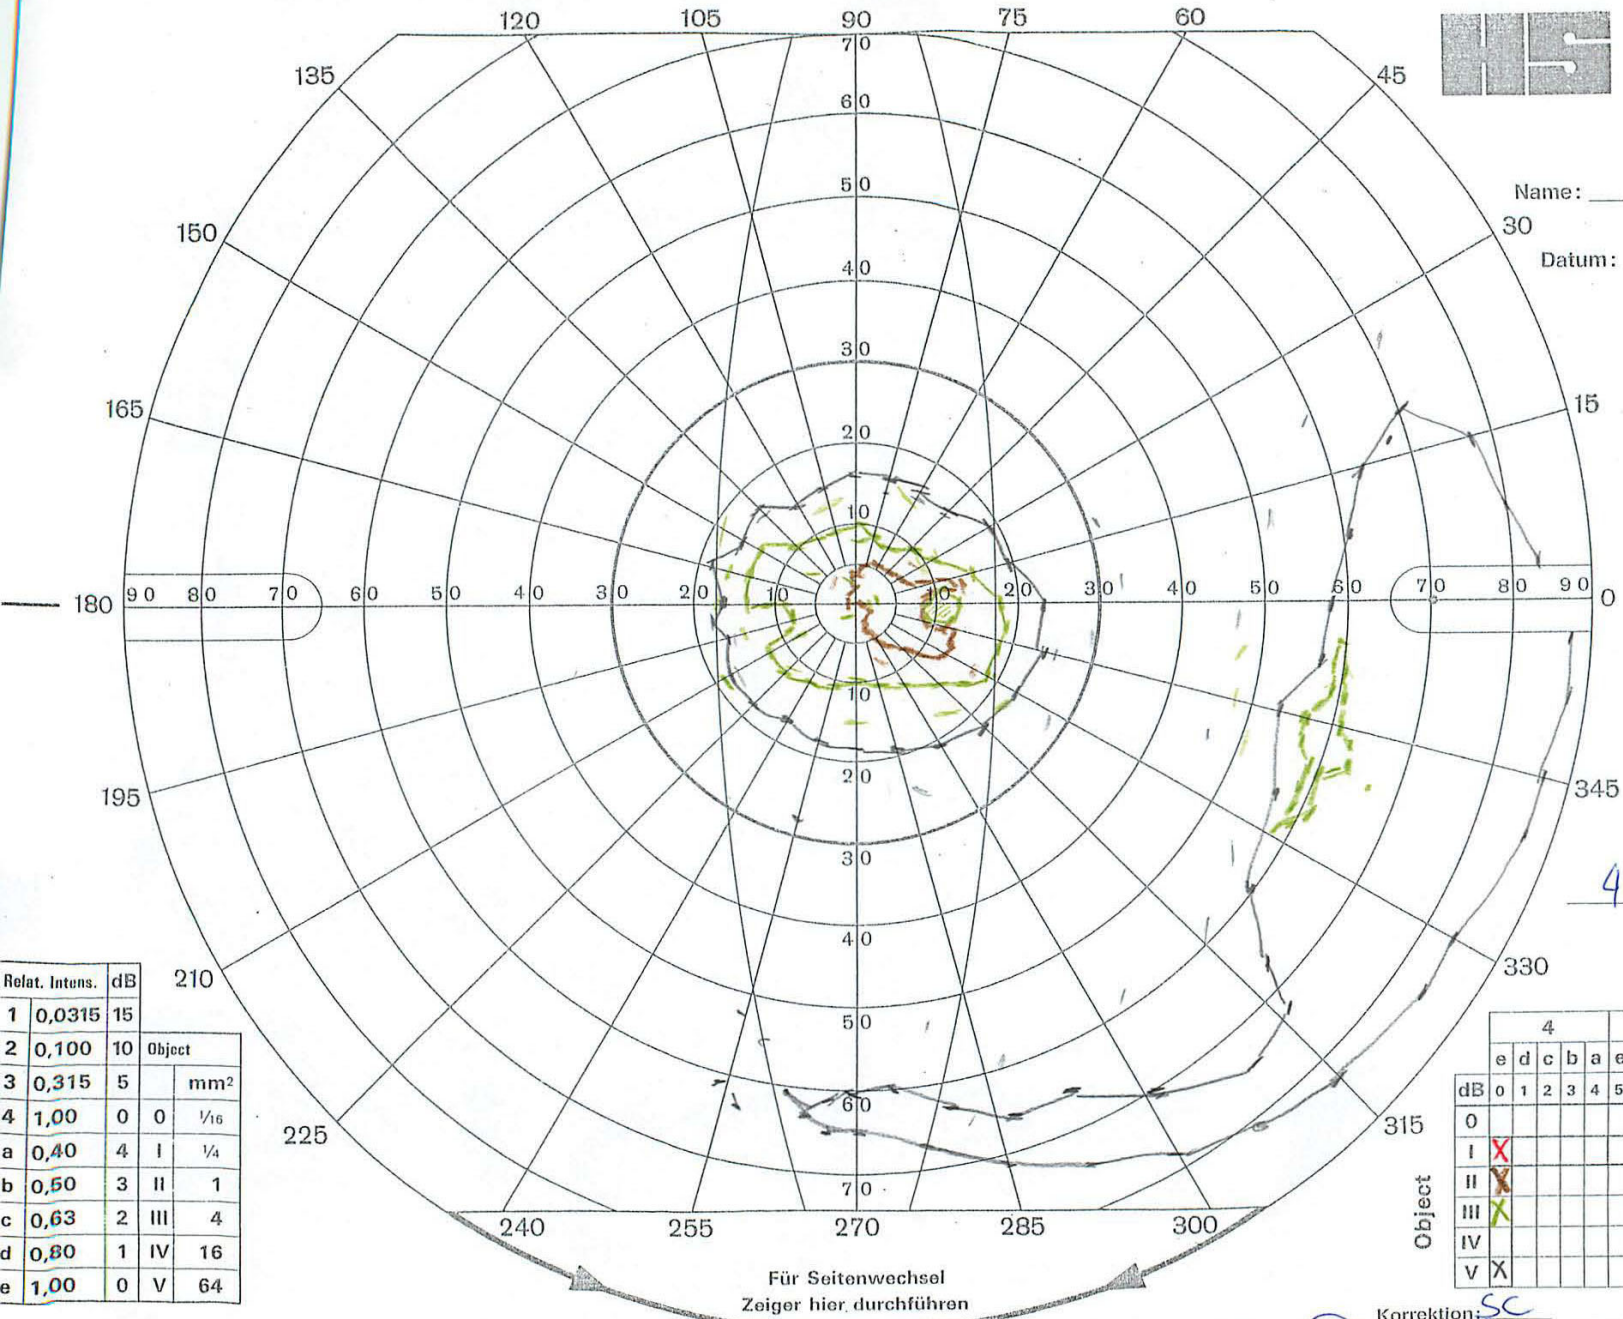 120 105 90 75 60
135 45
HS
150 30
165 15
180 0
195 345
210 330
225 315
240 255 270 285 300
70
60
50
40
30
20
10
90 80 70 60 50 40 30 20 10 10 20 30 40 50 60 70 80 90
10
20
30
40
50
60
70
Name:
Datum:
4
Relat. Intens. dB
1 0,0315 15
2 0,100 10 Object
3 0,315 5 mm²
4 1,00 0 0 1/16
a 0,40 4 I 1/4
b 0,50 3 II 1
c 0,63 2 III 4
d 0,80 1 IV 16
e 1,00 0 V 64
4
e d c b a e
dB 0 1 2 3 4 5
Object
0
I X
II X
III X
IV
V X
Für Seitenwechsel
Zeiger hier durchführen
Korrektion: SC